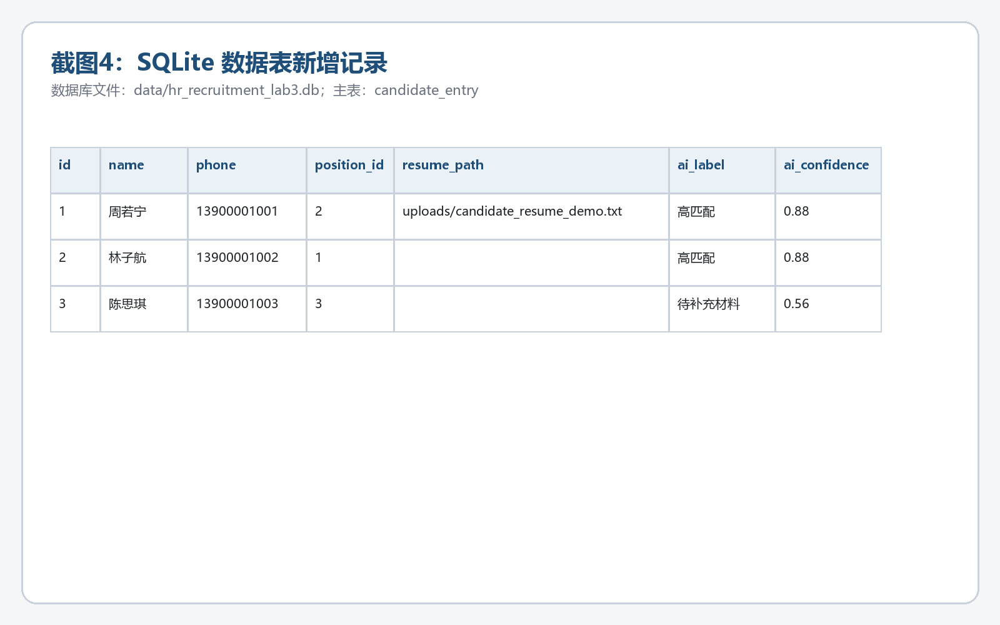 截图4：SQLite 数据表新增记录
数据库文件：data/hr_recruitment_lab3.db；主表：candidate_entry
id name phone position_id resume_path ai_label ai_confidence
1 周若宁 13900001001 2 uploads/candidate_resume_demo.txt 高匹配 0.88
2 林子航 13900001002 1 高匹配 0.88
3 陈思琪 13900001003 3 待补充材料 0.56